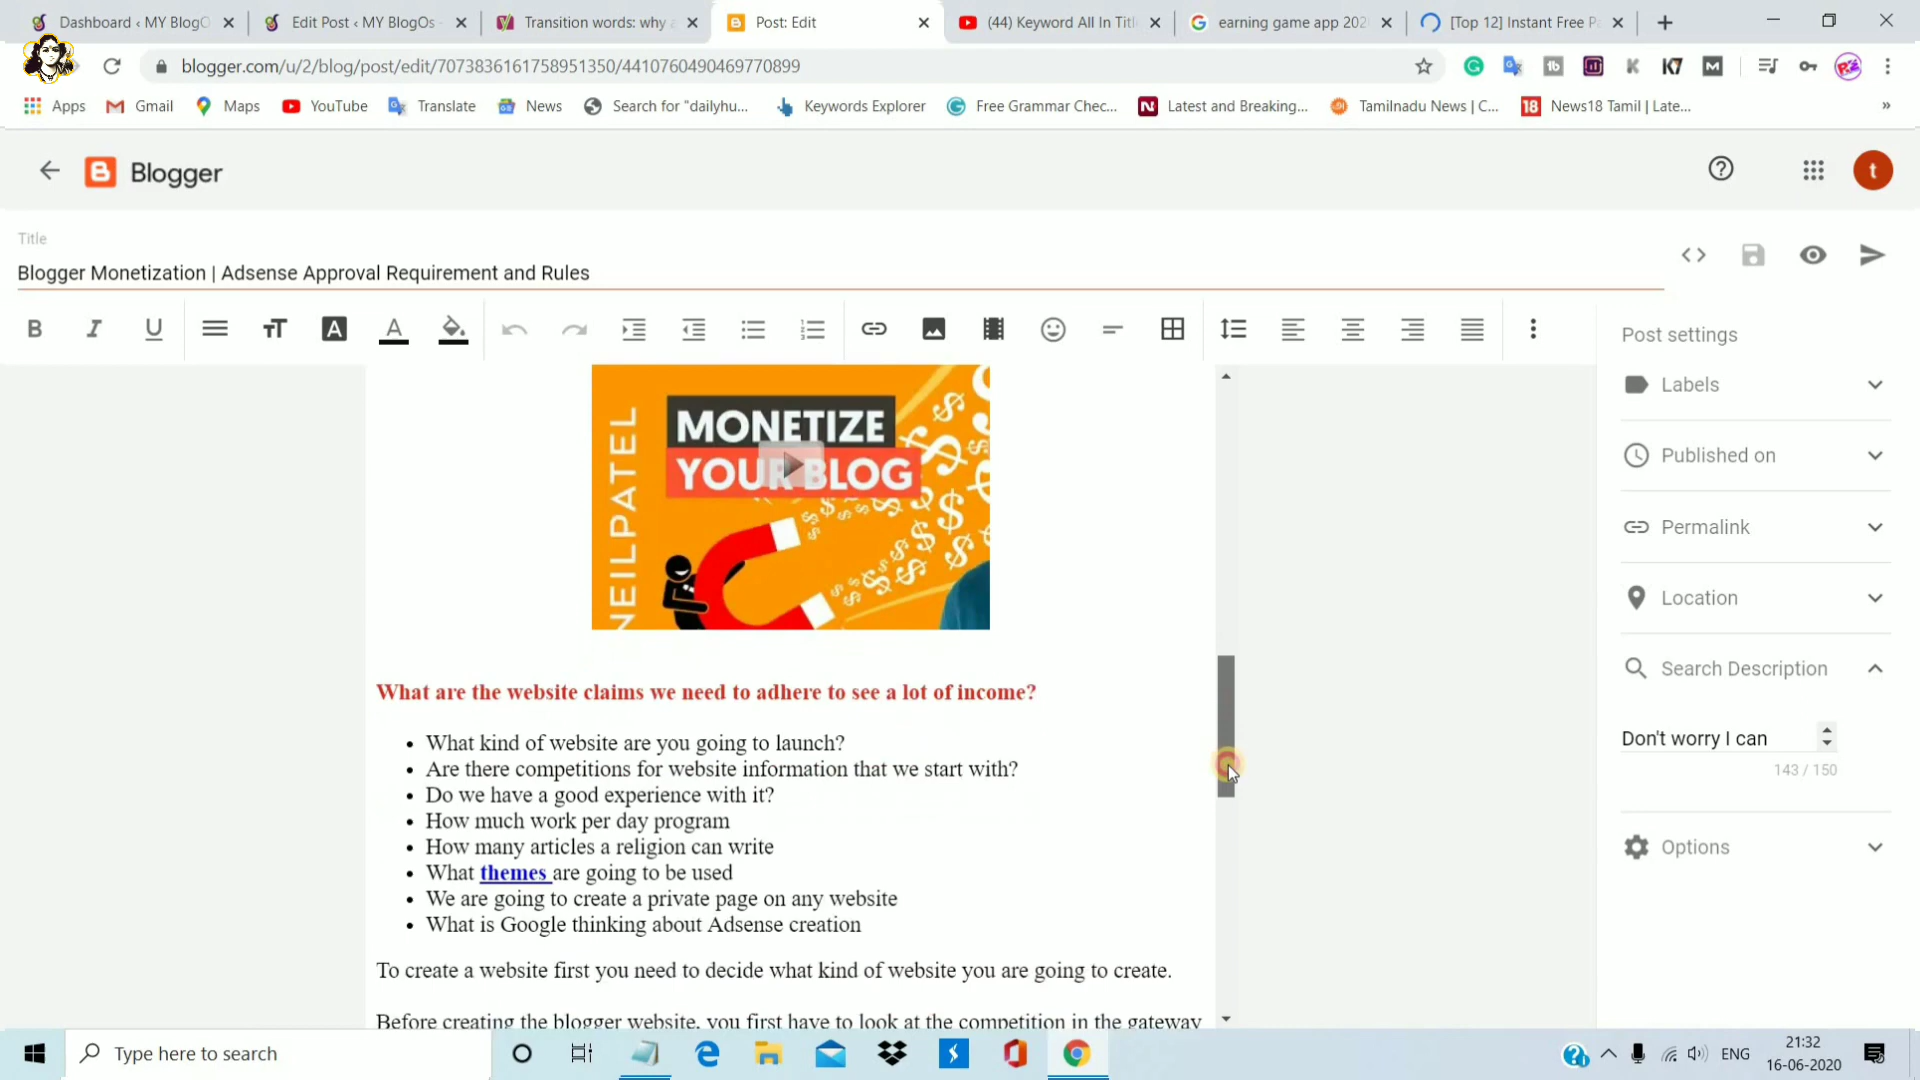 Dashboard ‹ MY BlogO
Edit Post ‹ MY BlogOs
Transition words: why
Post: Edit
(44) Keyword All In Titl
earning game app 202
[Top 12] Instant Free P
blogger.com/u/2/blog/post/edit/7073836161758951350/4410760490469770899
Apps
Gmail
Maps
YouTube
Translate
News
Search for "dailyhu...
Keywords Explorer
Free Grammar Chec...
Latest and Breaking...
Tamilnadu News | C...
18 News18 Tamil | Late...
»
Blogger
t
Title
Blogger Monetization | Adsense Approval Requirement and Rules
Post settings
Labels
Published on
Permalink
Location
Search Description
Don't worry I can
143 / 150
Options
NEILPATEL
MONETIZE
YOUR BLOG
What are the website claims we need to adhere to see a lot of income?
• What kind of website are you going to launch?
• Are there competitions for website information that we start with?
• Do we have a good experience with it?
• How much work per day program
• How many articles a religion can write
• What themes are going to be used
• We are going to create a private page on any website
• What is Google thinking about Adsense creation
To create a website first you need to decide what kind of website you are going to create.
Before creating the blogger website, you first have to look at the competition in the gateway
Type here to search
ENG
21:32
16-06-2020